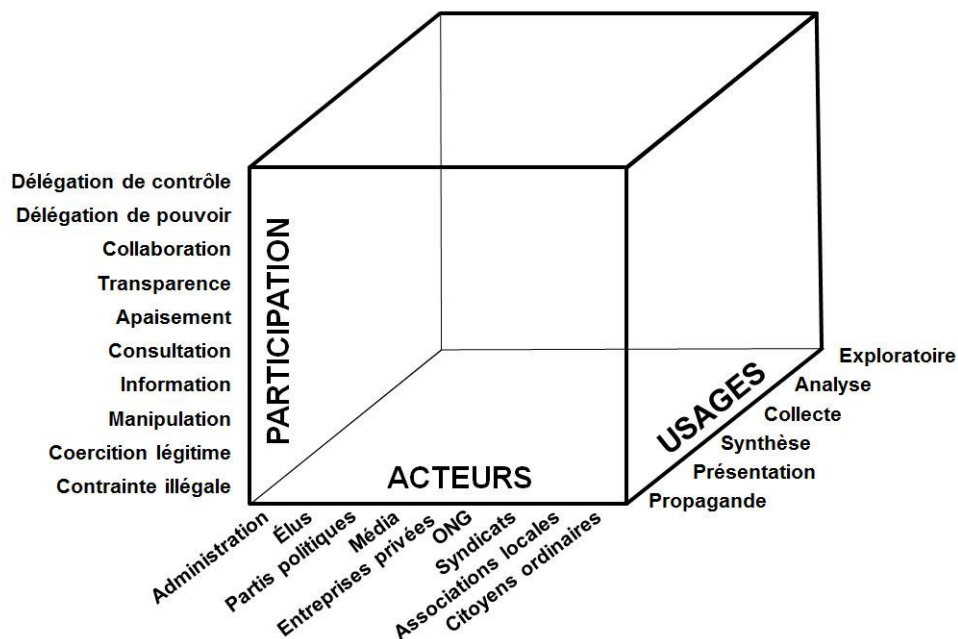 Délégation de contrôle
Délégation de pouvoir
Collaboration
Transparence
Apaisement
Consultation
Information
Manipulation
Coercition légitime
Contrainte illégale
PARTICIPATION
ACTEURS
USAGES
Exploratoire
Analyse
Collecte
Synthèse
Présentation
Propagande
Administration
Élus
Partis politiques
Média
Entreprises privées
ONG
Syndicats
Associations locales
Citoyens ordinaires